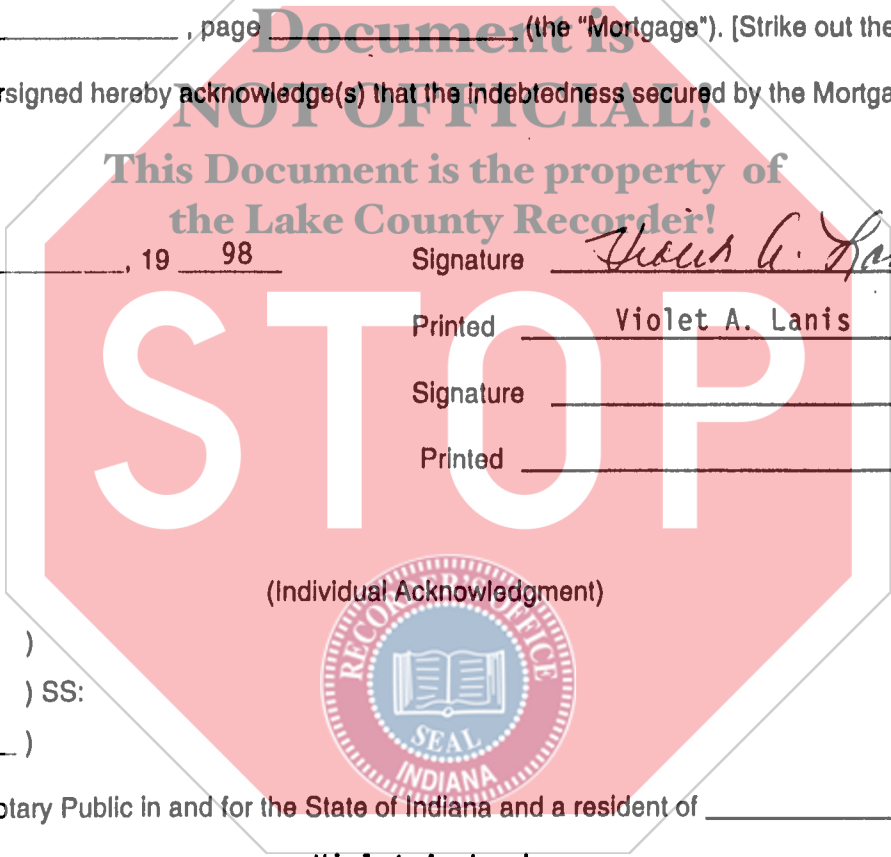 , page (the "Mortgage"). [Strike out the
Document is
rsigned hereby acknowledge(s) that the indebtedness secured by the Mortga
NOT OFFICIAL!
This Document is the property of
the Lake County Recorder!
, 19 98 Signature Violet A.
Printed Violet A. Lanis
Signature
Printed
STOP
(Individual Acknowledgment)
RECORDER'S OFFICE
)
) SS:
)
SEAL
INDIANA
otary Public in and for the State of Indiana and a resident of